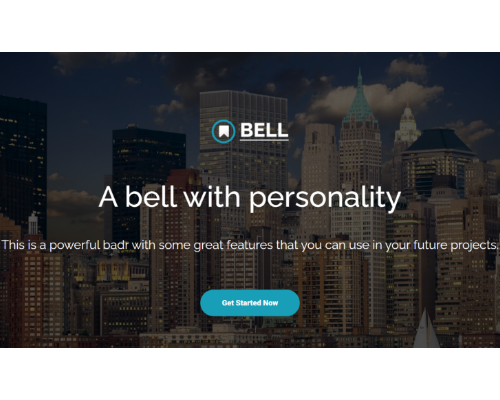 BELL
A bell with personality
This is a powerful badr with some great features that you can use in your future projects.
Get Started Now